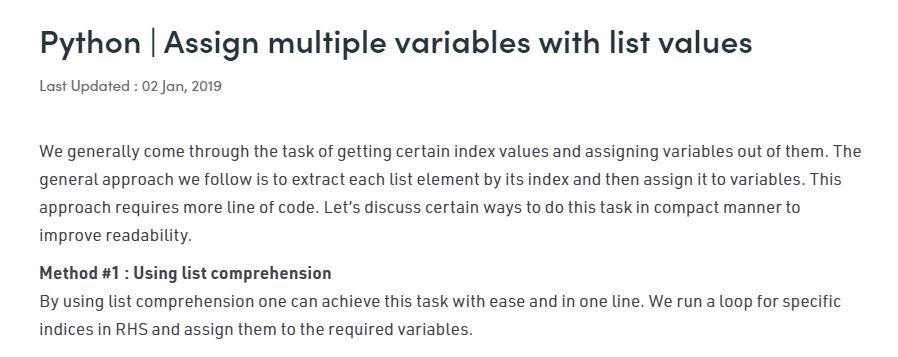 Python | Assign multiple variables with list values
Last Updated : 02 Jan, 2019
We generally come through the task of getting certain index values and assigning variables out of them. The
general approach we follow is to extract each list element by its index and then assign it to variables. This
approach requires more line of code. Let's discuss certain ways to do this task in compact manner to
improve readability.
Method #1 : Using list comprehension
By using list comprehension one can achieve this task with ease and in one line. We run a loop for specific
indices in RHS and assign them to the required variables.